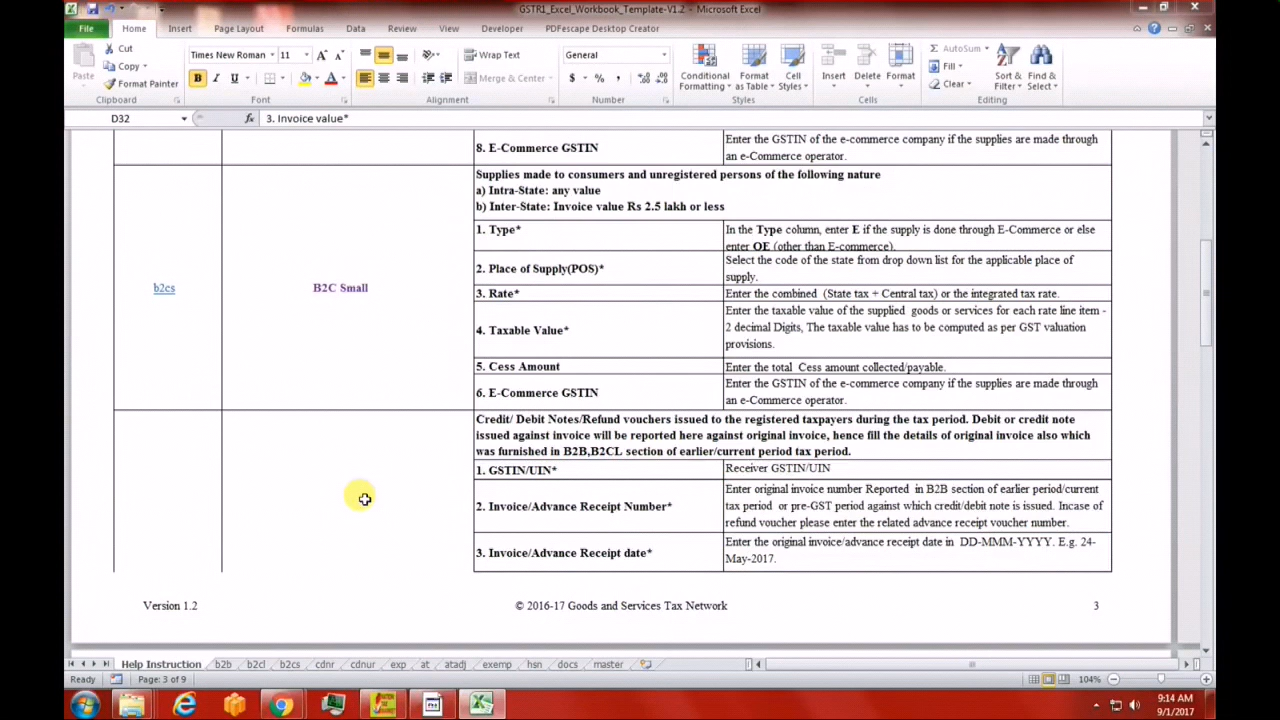 GSTR1_Excel_Workbook_Template-V1.2 - Microsoft Excel
File Home Insert Page Layout Formulas Data Review View Developer PDFescape Desktop Creator
Cut
Copy
Format Painter
Paste
Clipboard
Times New Roman 11
B I U
Font
Wrap Text
Merge & Center
Alignment
General
$ % ,
Number
Conditional Formatting
Format as Table
Cell Styles
Styles
Insert Delete Format
Cells
AutoSum
Fill
Clear
Sort & Filter
Find & Select
Editing
D32 fx 3. Invoice value*
8. E-Commerce GSTIN
Enter the GSTIN of the e-commerce company if the supplies are made through
an e-Commerce operator.
b2cs
B2C Small
Supplies made to consumers and unregistered persons of the following nature
a) Intra-State: any value
b) Inter-State: Invoice value Rs 2.5 lakh or less
1. Type*
In the Type column, enter E if the supply is done through E-Commerce or else
enter OE (other than E-commerce).
2. Place of Supply(POS)*
Select the code of the state from drop down list for the applicable place of
supply.
3. Rate*
Enter the combined (State tax + Central tax) or the integrated tax rate.
4. Taxable Value*
Enter the taxable value of the supplied goods or services for each rate line item -
2 decimal Digits, The taxable value has to be computed as per GST valuation
provisions.
5. Cess Amount
Enter the total Cess amount collected/payable.
6. E-Commerce GSTIN
Enter the GSTIN of the e-commerce company if the supplies are made through
an e-Commerce operator.
Credit/ Debit Notes/Refund vouchers issued to the registered taxpayers during the tax period. Debit or credit note
issued against invoice will be reported here against original invoice, hence fill the details of original invoice also which
was furnished in B2B,B2CL section of earlier/current period tax period.
1. GSTIN/UIN*
Receiver GSTIN/UIN
2. Invoice/Advance Receipt Number*
Enter original invoice number Reported in B2B section of earlier period/current
tax period or pre-GST period against which credit/debit note is issued. Incase of
refund voucher please enter the related advance receipt voucher number.
3. Invoice/Advance Receipt date*
Enter the original invoice/advance receipt date in DD-MMM-YYYY. E.g. 24-
May-2017.
Version 1.2 © 2016-17 Goods and Services Tax Network 3
Help Instruction b2b b2cl b2cs cdnr cdnur exp at atadj exemp hsn docs master
Ready Page: 3 of 9 104%
9:14 AM
9/1/2017